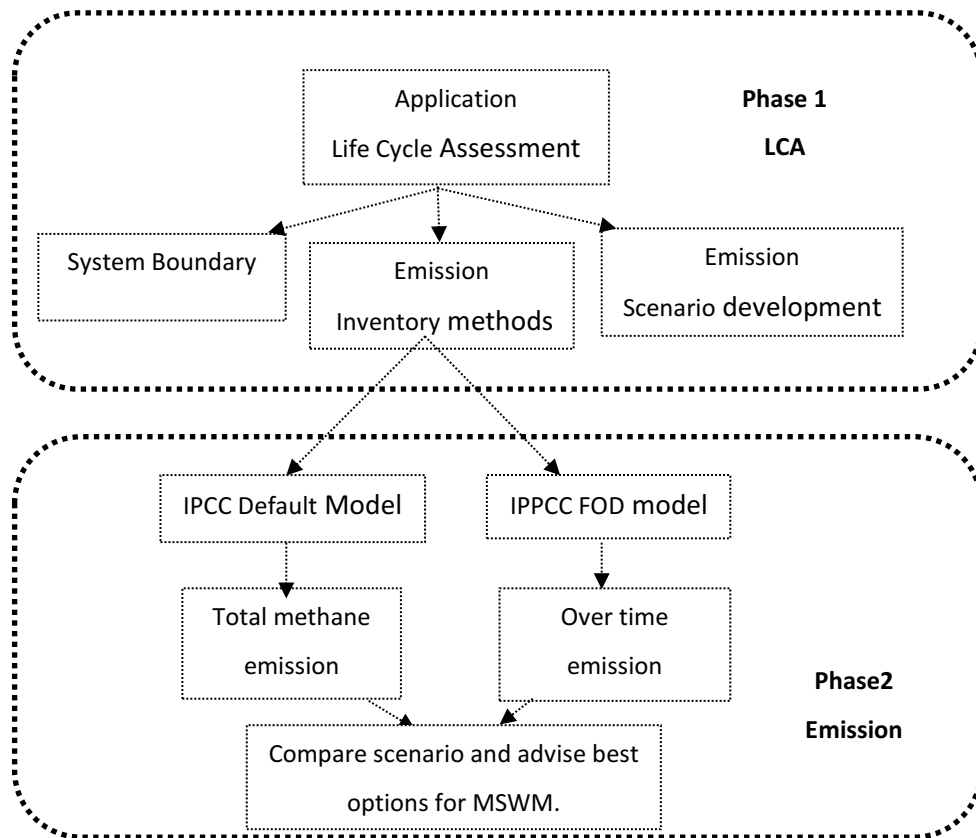 Application
Life Cycle Assessment
Phase 1
LCA
System Boundary
Emission
Inventory methods
Emission
Scenario development
IPCC Default Model
IPPCC FOD model
Total methane
emission
Over time
emission
Phase2
Emission
Compare scenario and advise best
options for MSWM.